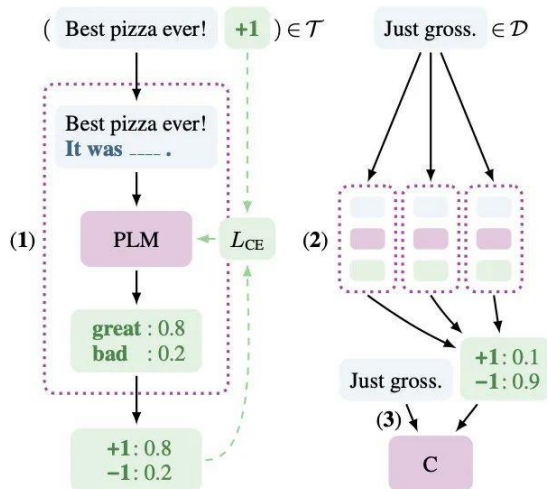 ( Best pizza ever! +1 ) ∈ 𝒯
Just gross. ∈ 𝒟
Best pizza ever!
It was ____ .
(1)
PLM
L_CE
(2)
great : 0.8
bad : 0.2
+1: 0.8
−1: 0.2
+1: 0.1
−1: 0.9
Just gross.
(3)
C